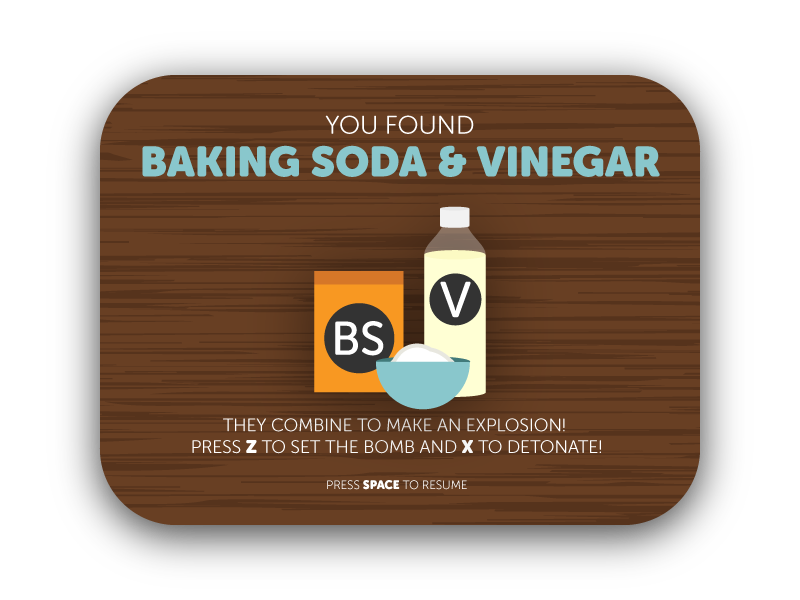 YOU FOUND
BAKING SODA & VINEGAR
V
BS
THEY COMBINE TO MAKE AN EXPLOSION!
PRESS Z TO SET THE BOMB AND X TO DETONATE!
PRESS SPACE TO RESUME